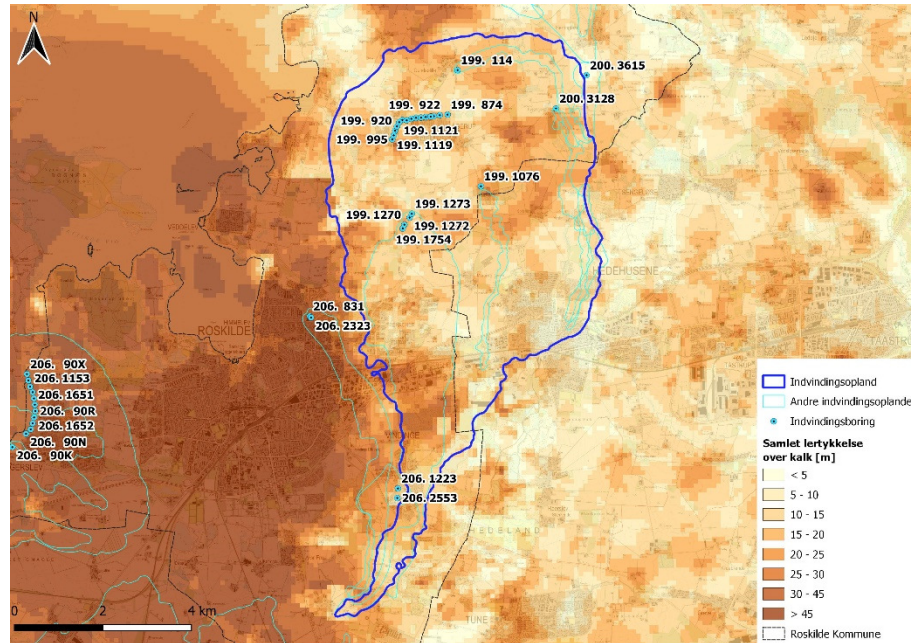 N
199. 114
200. 3615
199. 922
199. 874
200. 3128
199. 920
199. 1121
199. 995
199. 1119
199. 1076
199. 1273
199. 1270
199. 1272
199. 1754
HEDEHUSENE
206. 831
ROSKILDE
206. 2323
TAASTRU
206. 90X
206. 1153
206. 1651
206. 90R
206. 1652
206. 90N
206. 90K
206. 1223
206. 2553
HEDELAND
TUNE
0 2 4 km
Indvindingsopland
Andre indvindingsoplande
Indvindingsboring
Samlet lertykkelse
over kalk [m]
< 5
5 - 10
10 - 15
15 - 20
20 - 25
25 - 30
30 - 45
> 45
Roskilde Kommune